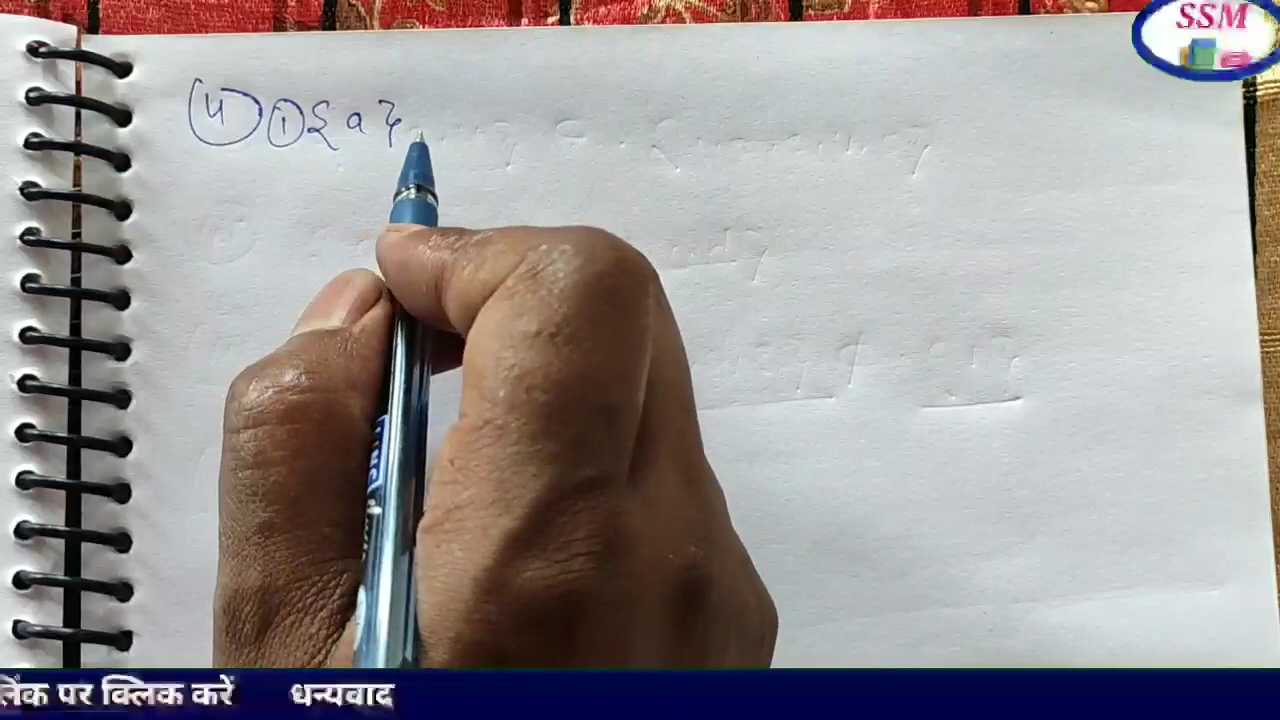 SSM
(4) (1) { a }
लिंक पर क्लिक करें धन्यवाद